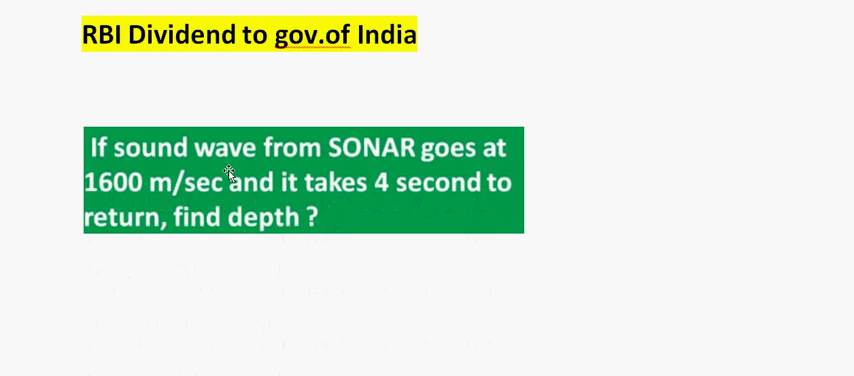 RBI Dividend to gov.of India
If sound wave from SONAR goes at
1600 m/sec and it takes 4 second to
return, find depth ?